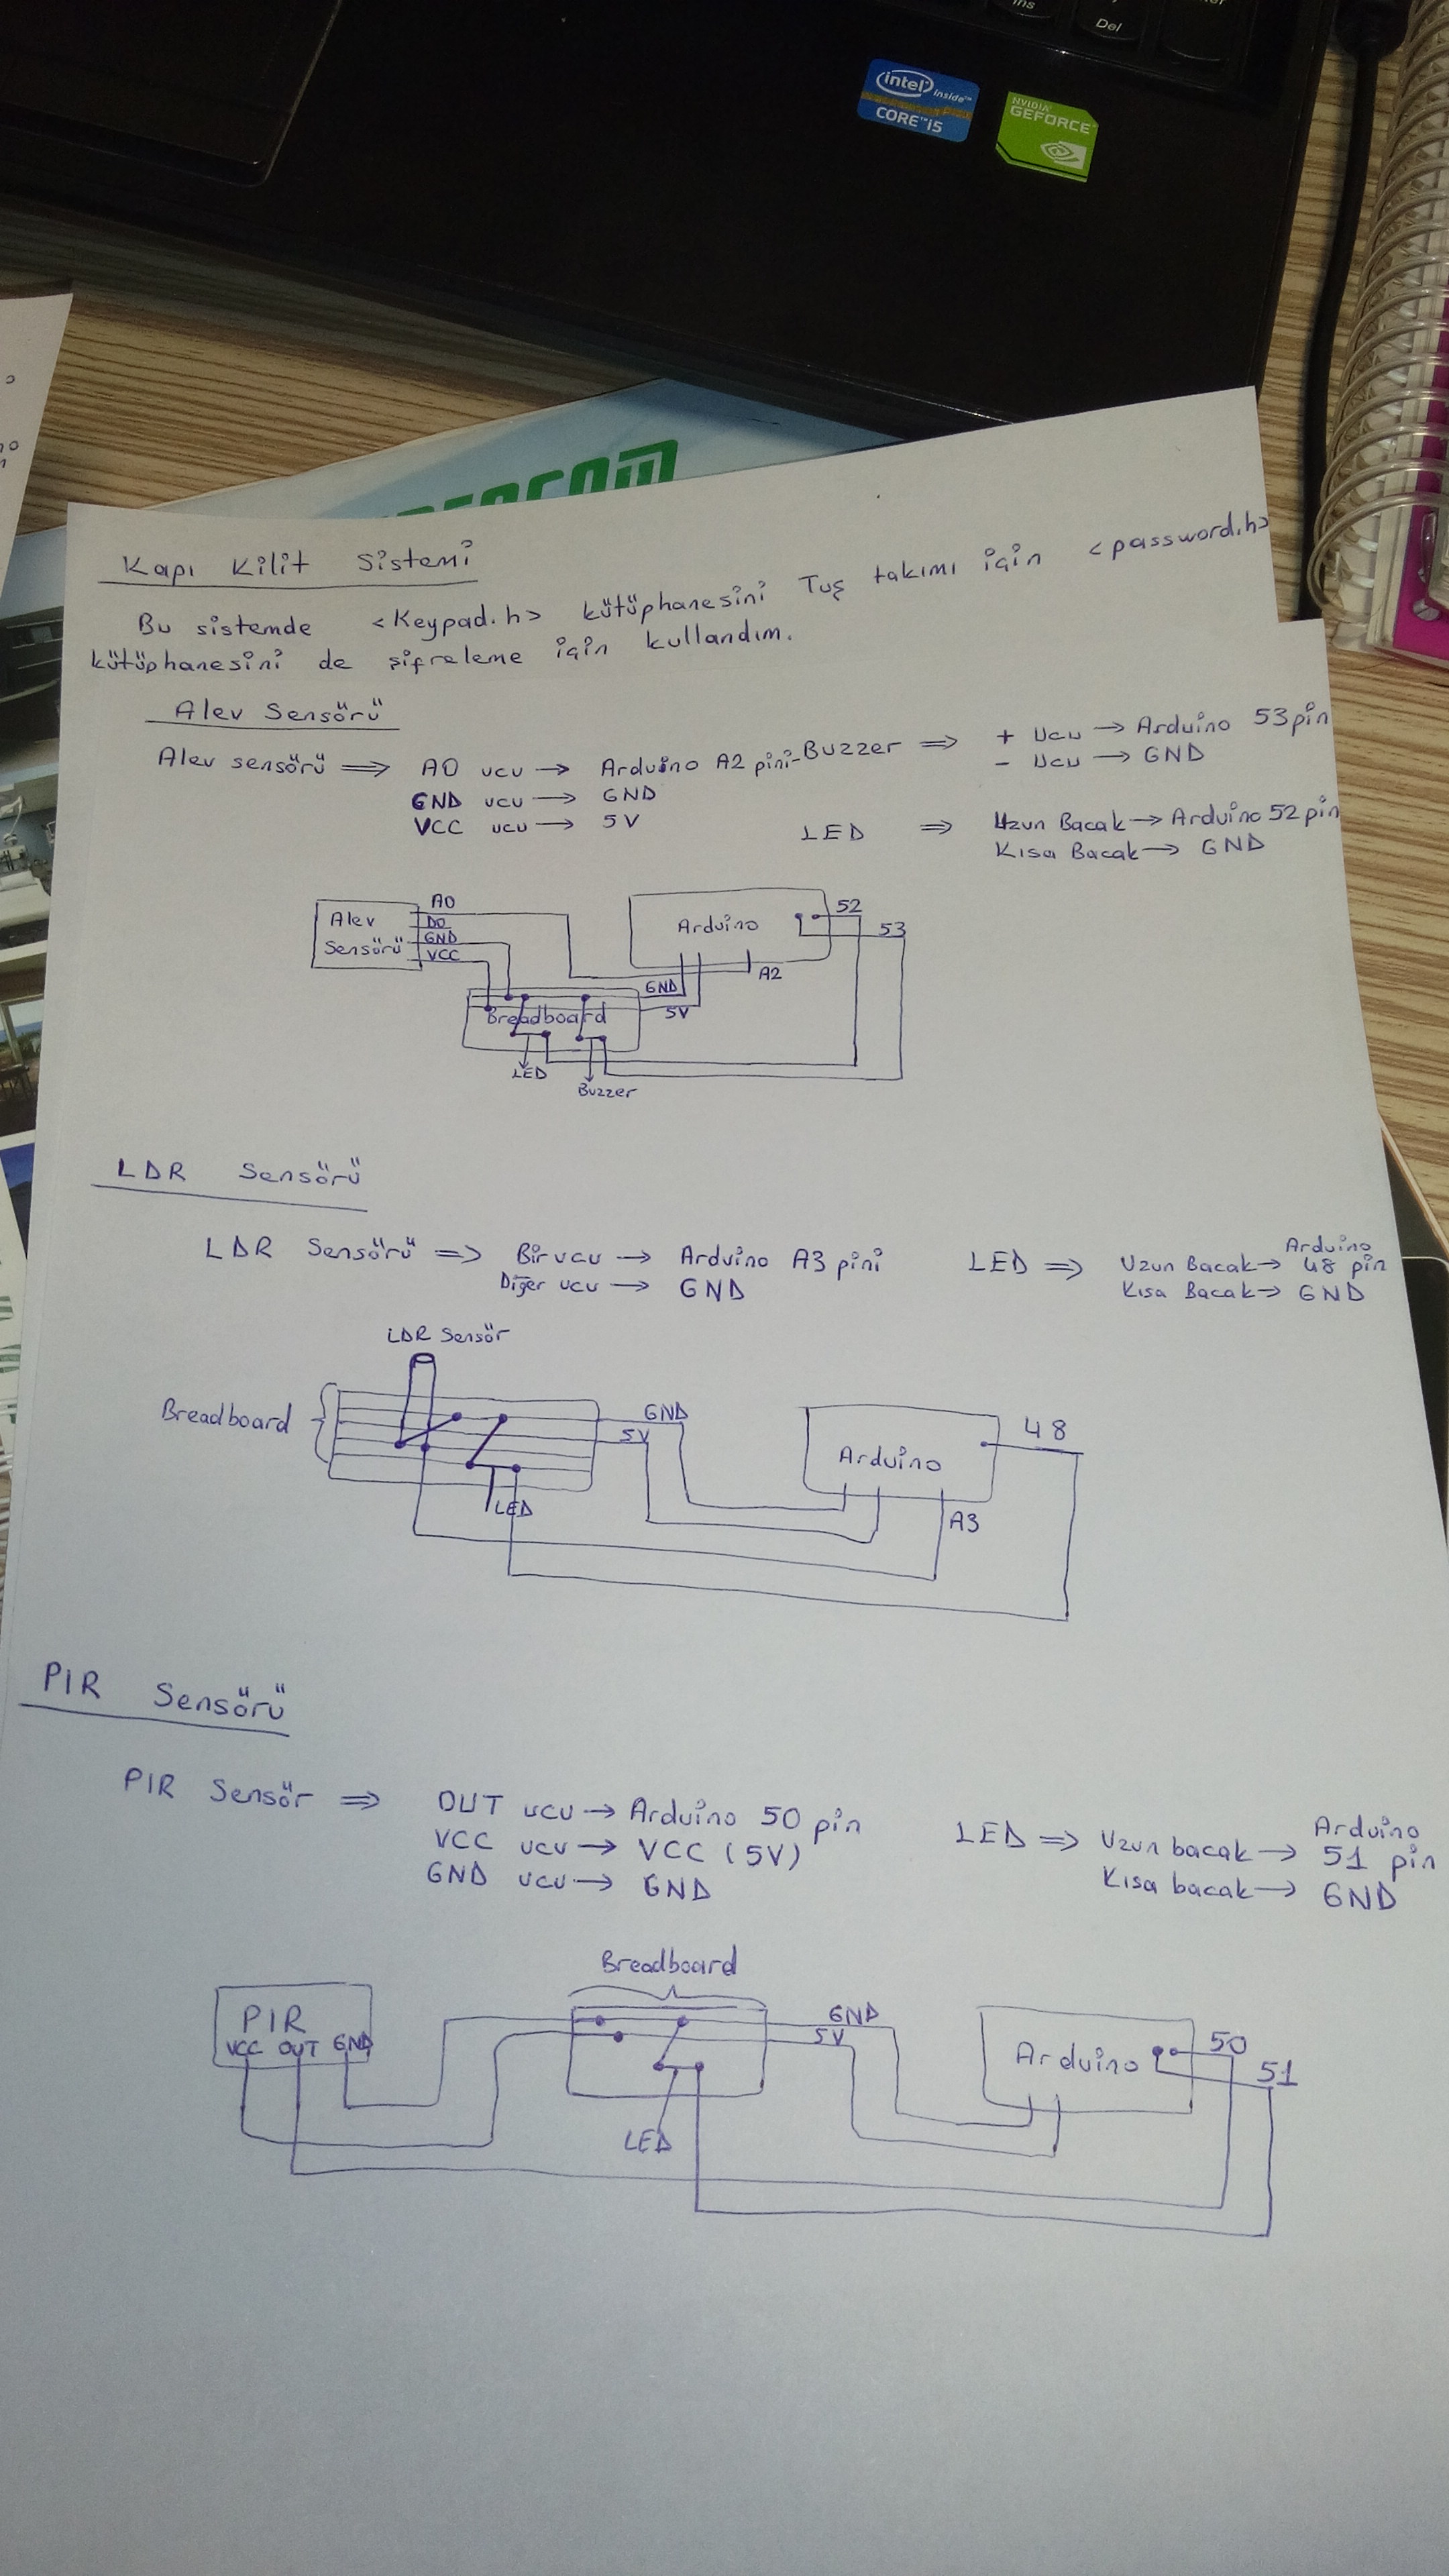 Ins
Del
intel inside™
CORE™ i5
NVIDIA
GEFORCE
Kapı Kilit Sistemi
Bu sistemde <Keypad.h> kütüphanesini Tuş takımı için <password.h>
kütüphanesini de şifreleme için kullandım.
Alev Sensörü
Alev sensörü ⇒ A0 ucu → Arduino A2 pini - Buzzer ⇒ + Ucu → Arduino 53 pin
GND ucu → GND - Ucu → GND
VCC ucu → 5V LED ⇒ Uzun Bacak → Arduino 52 pin
Kısa Bacak → GND
Alev Sensörü
A0
D0
GND
VCC
Arduino
52
53
A2
GND
5V
Breadboard
LED
Buzzer
LDR Sensörü
LDR Sensörü ⇒ Bir ucu → Arduino A3 pini LED ⇒ Uzun Bacak → Arduino 48 pin
Diğer ucu → GND Kısa Bacak → GND
LDR Sensör
Breadboard
GND
5V
LED
Arduino
48
A3
PIR Sensörü
PIR Sensör ⇒ OUT ucu → Arduino 50 pin LED ⇒ Uzun bacak → Arduino 51 pin
VCC ucu → VCC (5V) Kısa bacak → GND
GND ucu → GND
Breadboard
PIR
VCC OUT GND
GND
5V
LED
Arduino
50
51